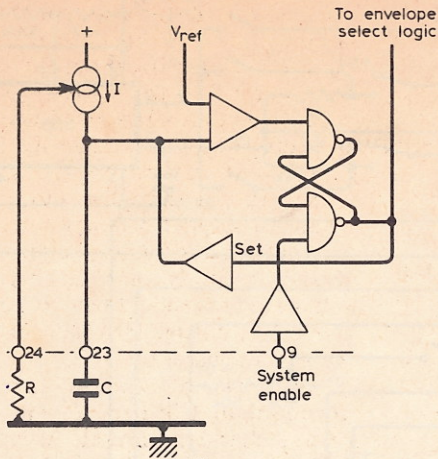 To envelope
select logic
+
Vref
I
Set
24
23
9
R
C
System
enable